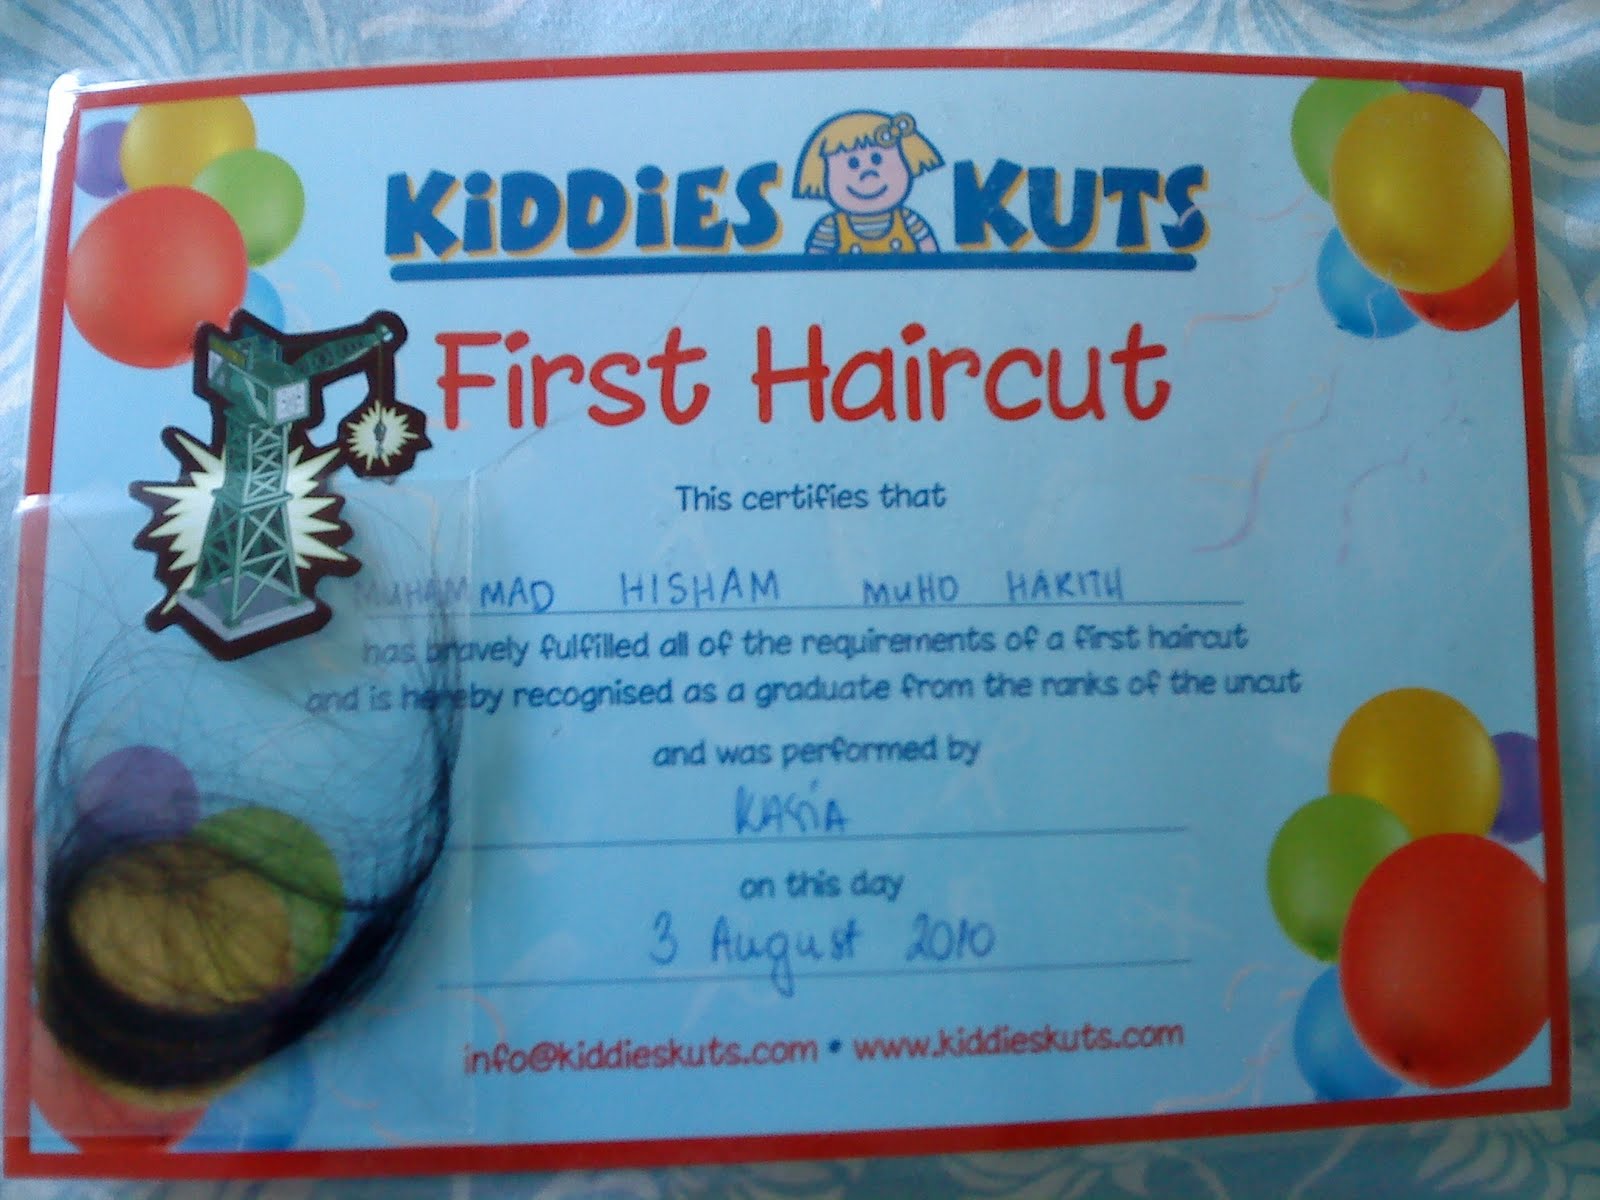 KiDDiES KUTS
First Haircut
This certifies that
MUHAMMAD HISHAM MUHD HARITH
has bravely fulfilled all of the requirements of a first haircut
and is hereby recognised as a graduate from the ranks of the uncut
and was performed by
KASIA
on this day
3 August 2010
info@kiddieskuts.com • www.kiddieskuts.com